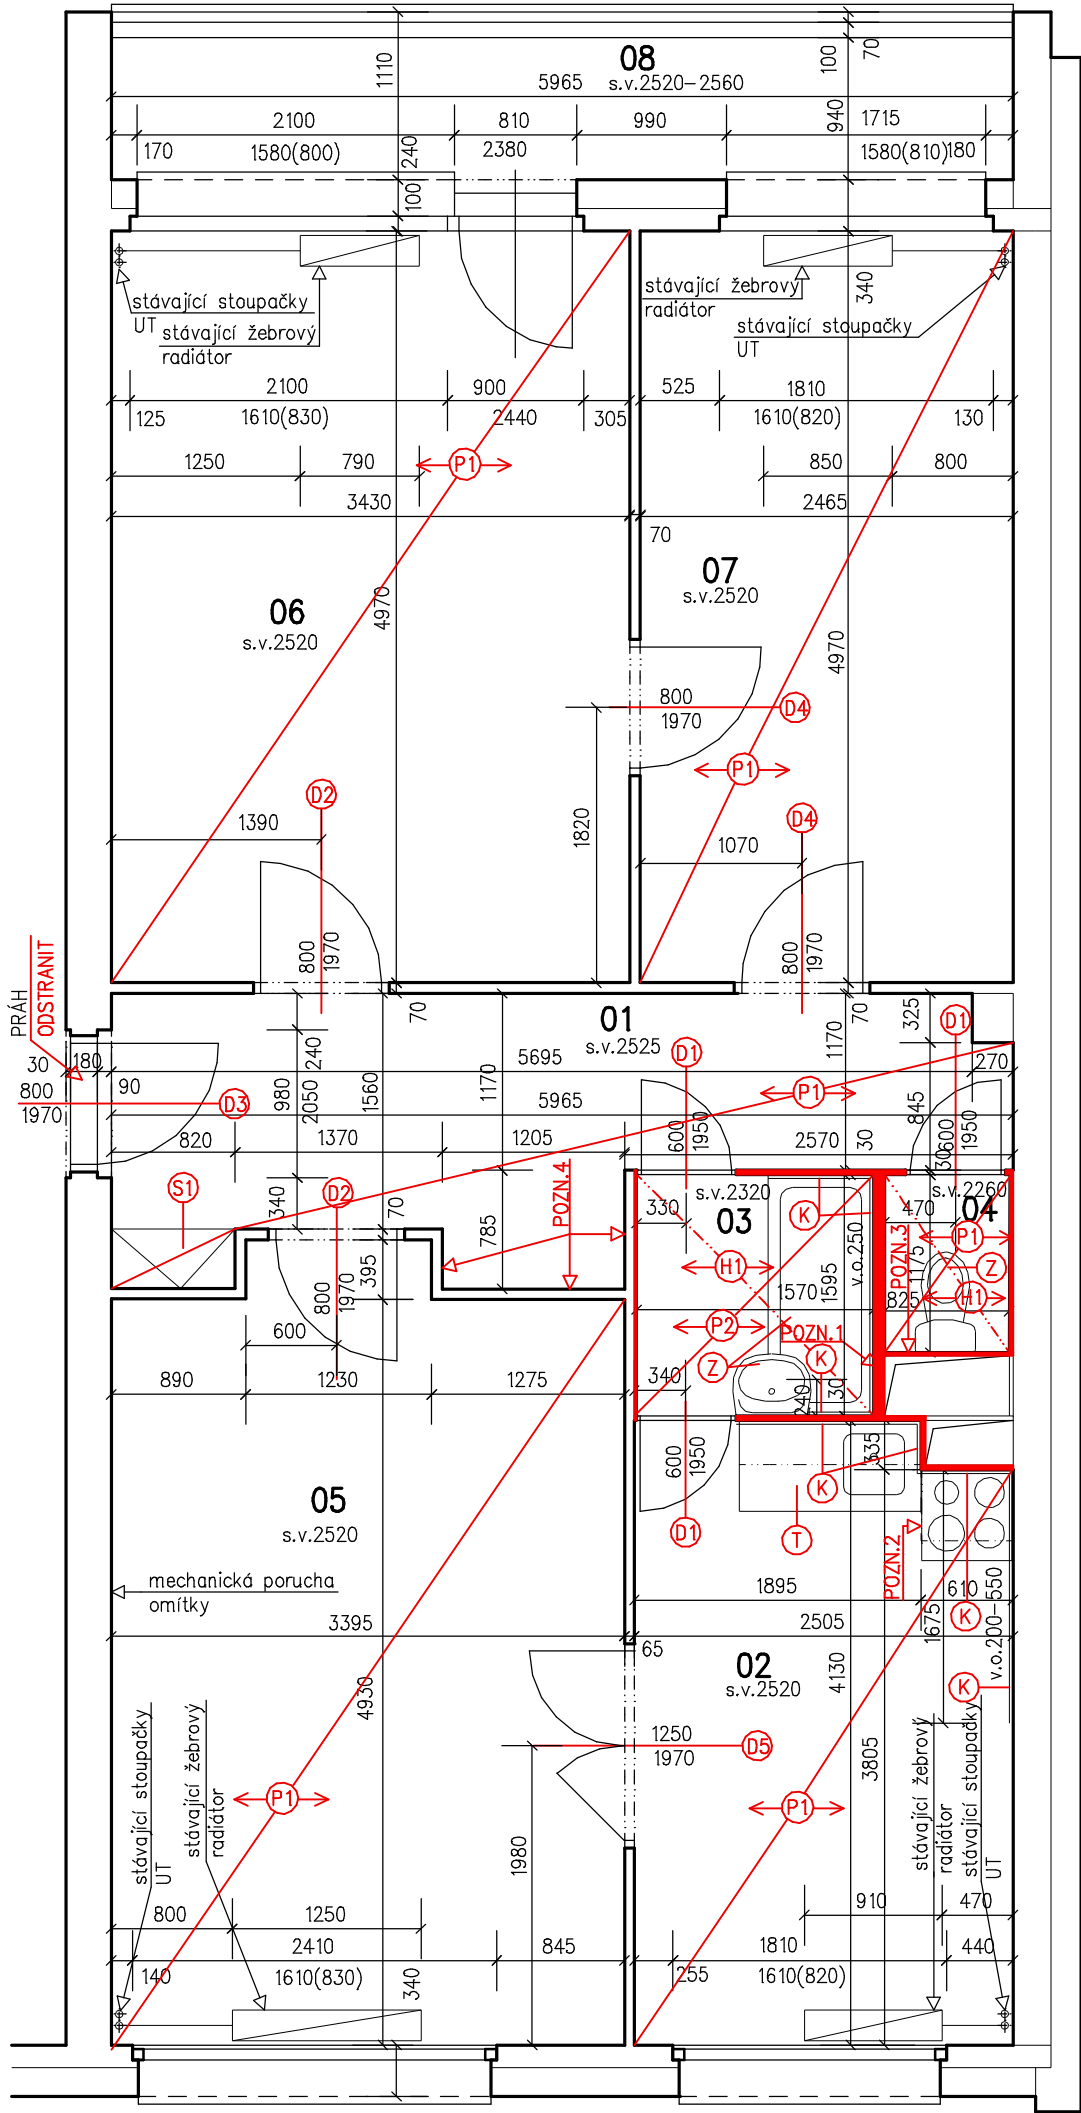 08
5965 s.v.2520-2560
1110
100
70
940
2100
810
990
1715
170
1580(800)
240
2380
1580(810)
180
100
stávající stoupačky
UT
stávající žebrový
radiátor
stávající žebrový
radiátor
340
stávající stoupačky
UT
2100
900
525
1810
125
1610(830)
2440
305
1610(820)
130
1250
790
P1
850
800
3430
2465
70
4970
4970
06
s.v.2520
07
s.v.2520
800
1970
D4
P1
D2
D4
1390
1820
1070
800
1970
800
1970
PRÁH
ODSTRANIT
70
01
s.v.2525
70
325
D1
30
180
90
240
5695
1170
1170
D1
270
800
1970
D3
980
2050
1560
5965
P1
845
820
1370
1205
600
1950
2570
30
600
1950
30
S1
340
D2
70
785
POZN.4
s.v.2320
03
330
K
v.o.250
s.v.2260
04
470
P1
POZN.3
1175
Z
H1
825
H1
1570
1595
P2
POZN.1
Z
K
800
1970
395
600
340
240
30
890
1230
1275
600
1950
335
K
D1
T
05
s.v.2520
POZN.2
mechanická porucha
omítky
1895
610
K
1675
v.o.200-550
3395
65
2505
02
s.v.2520
4130
K
4930
1250
1970
D5
3805
stávající stoupačky
UT
stávající žebrový
radiátor
P1
P1
stávající žebrový
radiátor
stávající stoupačky
UT
1980
800
1250
910
470
2410
845
1810
440
140
1610(830)
340
255
1610(820)